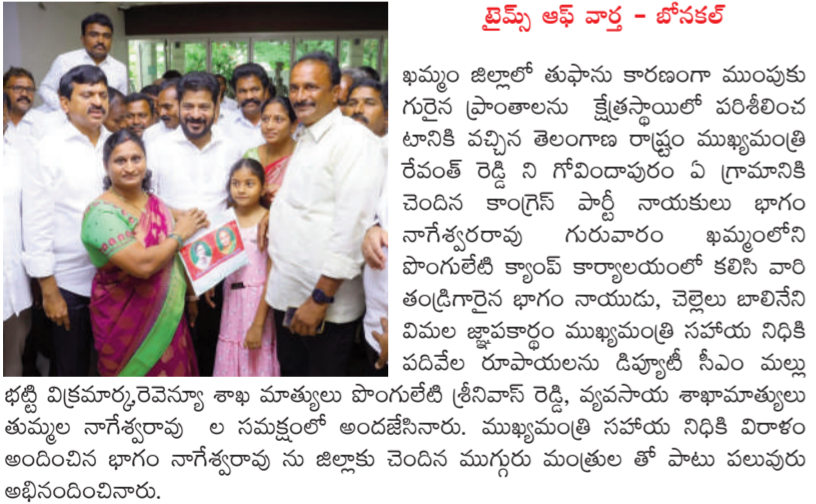 టైమ్స్ ఆఫ్ వార్త - బోనకల్
ఖమ్మం జిల్లాలో తుఫాను కారణంగా ముంపుకు
గురైన ప్రాంతాలను క్షేత్రస్థాయిలో పరిశీలించ
టానికి వచ్చిన తెలంగాణ రాష్ట్రం ముఖ్యమంత్రి
రేవంత్ రెడ్డి ని గోవిందాపురం ఏ గ్రామానికి
చెందిన కాంగ్రెస్ పార్టీ నాయకులు భాగం
నాగేశ్వరరావు గురువారం ఖమ్మంలోని
పొంగులేటి క్యాంప్ కార్యాలయంలో కలిసి వారి
తండ్రిగారైన భాగం నాయుడు, చెల్లెలు బాలినేని
విమల జ్ఞాపకార్థం ముఖ్యమంత్రి సహాయ నిధికి
పదివేల రూపాయలను డిప్యూటీ సీఎం మల్లు
భట్టి విక్రమార్క,రెవెన్యూ శాఖ మాత్యులు పొంగులేటి శ్రీనివాస్ రెడ్డి, వ్యవసాయ శాఖామాత్యులు
తుమ్మల నాగేశ్వరావు ల సమక్షంలో అందజేసినారు. ముఖ్యమంత్రి సహాయ నిధికి విరాళం
అందించిన భాగం నాగేశ్వరావు ను జిల్లాకు చెందిన ముగ్గురు మంత్రుల తో పాటు పలువురు
అభినందించినారు.